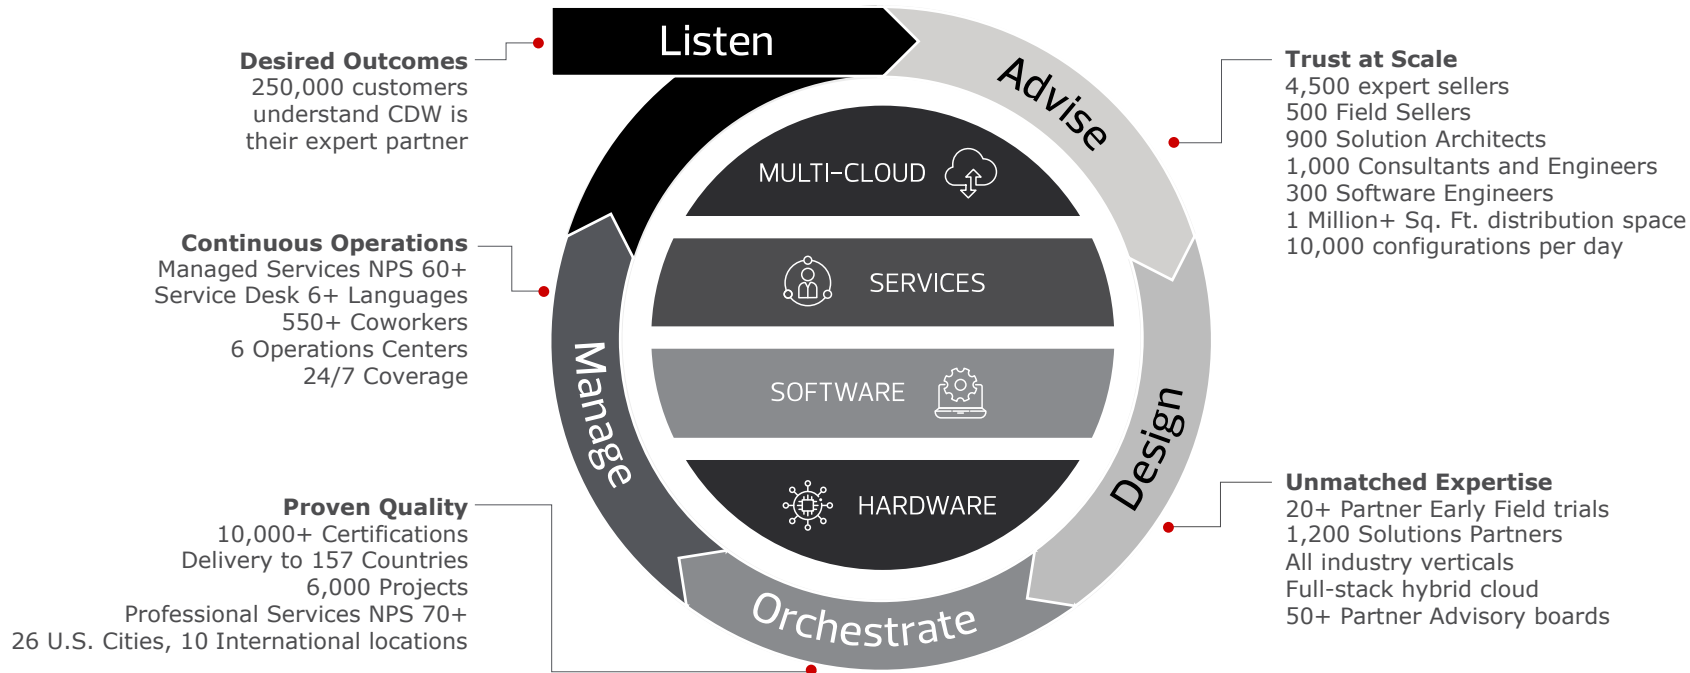 Listen
Advise
Design
Orchestrate
Manage
MULTI-CLOUD
SERVICES
SOFTWARE
HARDWARE
Desired Outcomes
250,000 customers
understand CDW is
their expert partner
Trust at Scale
4,500 expert sellers
500 Field Sellers
900 Solution Architects
1,000 Consultants and Engineers
300 Software Engineers
1 Million+ Sq. Ft. distribution space
10,000 configurations per day
Unmatched Expertise
20+ Partner Early Field trials
1,200 Solutions Partners
All industry verticals
Full-stack hybrid cloud
50+ Partner Advisory boards
Proven Quality
10,000+ Certifications
Delivery to 157 Countries
6,000 Projects
Professional Services NPS 70+
26 U.S. Cities, 10 International locations
Continuous Operations
Managed Services NPS 60+
Service Desk 6+ Languages
550+ Coworkers
6 Operations Centers
24/7 Coverage